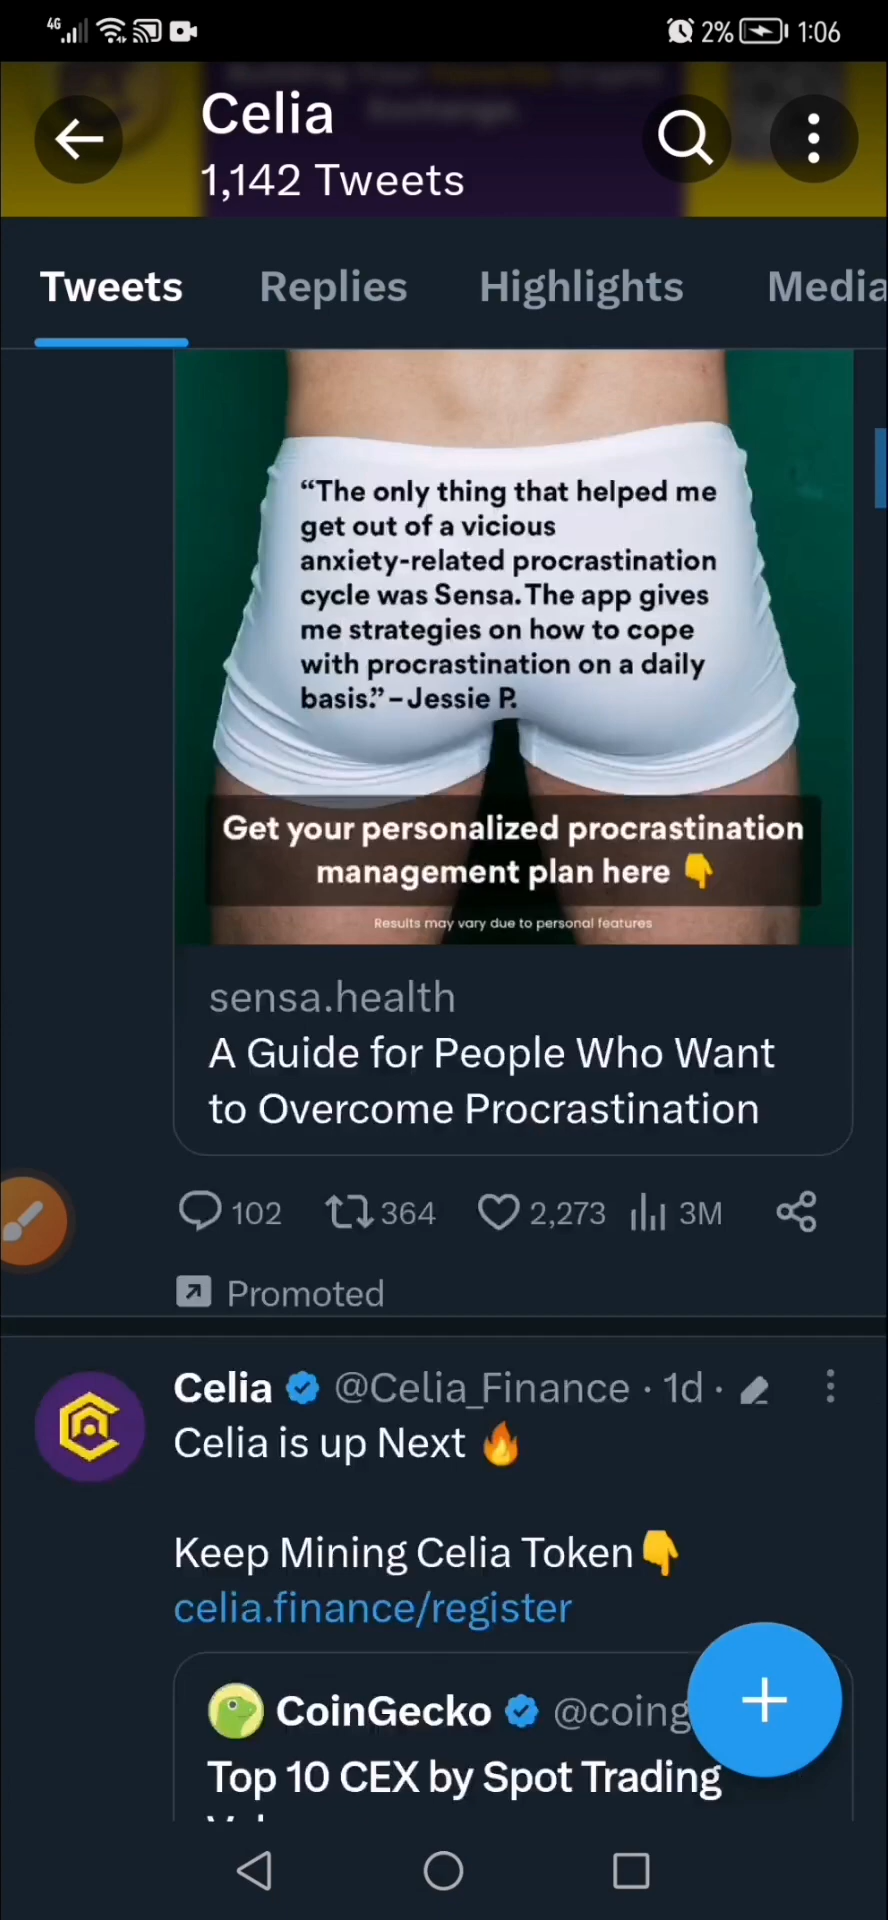 4G 2% 1:06
Celia
1,142 Tweets
Tweets Replies Highlights Media
“The only thing that helped me
get out of a vicious
anxiety-related procrastination
cycle was Sensa. The app gives
me strategies on how to cope
with procrastination on a daily
basis.” – Jessie P.
Get your personalized procrastination
management plan here 👇
Results may vary due to personal features
sensa.health
A Guide for People Who Want
to Overcome Procrastination
102 364 2,273 3M
Promoted
Celia @Celia_Finance · 1d ·
Celia is up Next 🔥
Keep Mining Celia Token👇
celia.finance/register
CoinGecko @coing
Top 10 CEX by Spot Trading